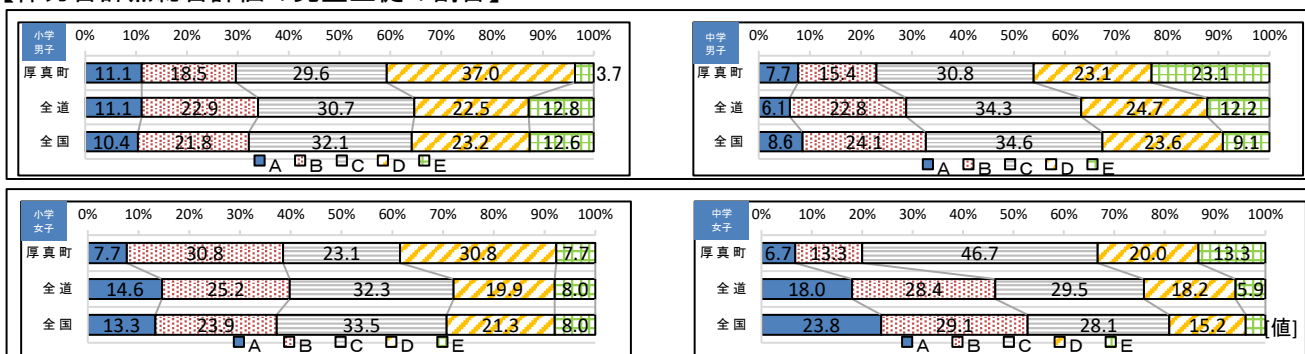 小学
男子
0% 10% 20% 30% 40% 50% 60% 70% 80% 90% 100%
厚真町 11.1 18.5 29.6 37.0 3.7
全道 11.1 22.9 30.7 22.5 12.8
全国 10.4 21.8 32.1 23.2 12.6
A B C D E
中学
男子
0% 10% 20% 30% 40% 50% 60% 70% 80% 90% 100%
厚真町 7.7 15.4 30.8 23.1 23.1
全道 6.1 22.8 34.3 24.7 12.2
全国 8.6 24.1 34.6 23.6 9.1
A B C D E
小学
女子
0% 10% 20% 30% 40% 50% 60% 70% 80% 90% 100%
厚真町 7.7 30.8 23.1 30.8 7.7
全道 14.6 25.2 32.3 19.9 8.0
全国 13.3 23.9 33.5 21.3 8.0
A B C D E
中学
女子
0% 10% 20% 30% 40% 50% 60% 70% 80% 90% 100%
厚真町 6.7 13.3 46.7 20.0 13.3
全道 18.0 28.4 29.5 18.2 5.9
全国 23.8 29.1 28.1 15.2 [値]
A B C D E